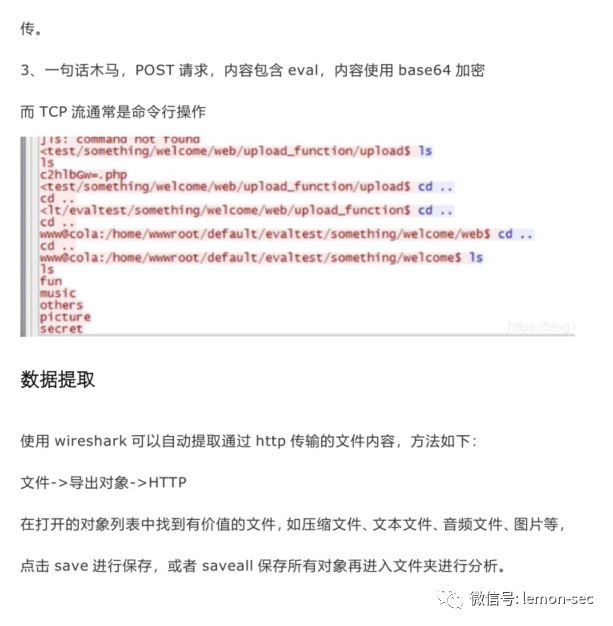 传。
3、一句话木马，POST 请求，内容包含 eval，内容使用 base64 加密
而 TCP 流通常是命令行操作
]ls: command not found
<test/something/welcome/web/upload_function/upload$ ls
ls
c2hlbGw=.php
<test/something/welcome/web/upload_function/upload$ cd ..
cd ..
<lt/evaltest/something/welcome/web/upload_function$ cd ..
cd ..
www@cola:/home/wwwroot/default/evaltest/something/welcome/web$ cd ..
cd ..
www@cola:/home/wwwroot/default/evaltest/something/welcome$ ls
ls
fun
music
others
picture
secret
https://blog.
数据提取
使用 wireshark 可以自动提取通过 http 传输的文件内容，方法如下：
文件->导出对象->HTTP
在打开的对象列表中找到有价值的文件，如压缩文件、文本文件、音频文件、图片等，
点击 save 进行保存，或者 saveall 保存所有对象再进入文件夹进行分析。
微信号: lemon-sec